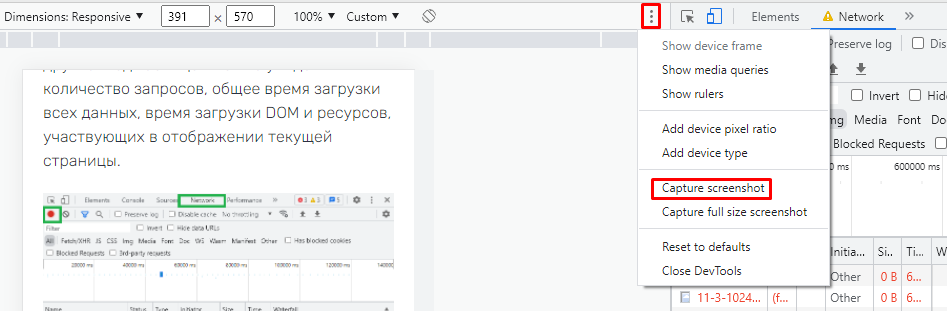 Dimensions: Responsive 391 × 570 100% Custom Elements Network
Show device frame
Show media queries
Show rulers
Add device pixel ratio
Add device type
Capture screenshot
Capture full size screenshot
Reset to defaults
Close DevTools
количество запросов, общее время загрузки
всех данных, время загрузки DOM и ресурсов,
участвующих в отображении текущей
страницы.
Elements Console Sources Network Performance 3 1 5
Preserve log Disable cache No throttling
Filter Invert Hide data URLs
All Fetch/XHR JS CSS Img Media Font Doc WS Wasm Manifest Other Has blocked cookies
Blocked Requests 3rd-party requests
20000 ms 40000 ms 60000 ms 80000 ms 100000 ms 120000 ms
Name Status Type Initiator Size Time Waterfall
Preserve log Dis
Invert Hide
Media Font D
Blocked Requests
ms 600000 ms
Initia... Si.. Ti... W
Other 0 B 6...
11-3-1024... (f... Other 0 B 6...